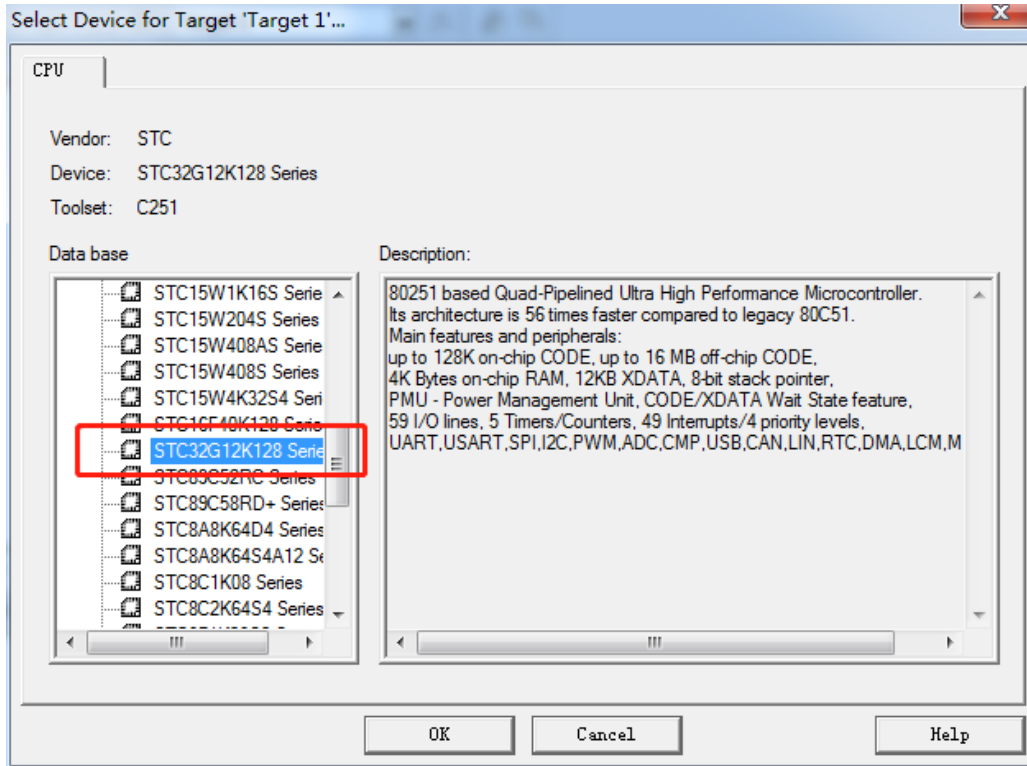 Select Device for Target 'Target 1'...
CPU
Vendor: STC
Device: STC32G12K128 Series
Toolset: C251
Data base
Description:
STC15W1K16S Serie
STC15W204S Series
STC15W408AS Serie
STC15W408S Series
STC15W4K32S4 Seri
STC16F40K128 Serie
STC32G12K128 Serie
STC89C52RC Series
STC89C58RD+ Series
STC8A8K64D4 Series
STC8A8K64S4A12 Se
STC8C1K08 Series
STC8C2K64S4 Series
80251 based Quad-Pipelined Ultra High Performance Microcontroller.
Its architecture is 56 times faster compared to legacy 80C51.
Main features and peripherals:
up to 128K on-chip CODE, up to 16 MB off-chip CODE,
4K Bytes on-chip RAM, 12KB XDATA, 8-bit stack pointer,
PMU - Power Management Unit, CODE/XDATA Wait State feature,
59 I/O lines, 5 Timers/Counters, 49 Interrupts/4 priority levels,
UART,USART,SPI,I2C,PWM,ADC,CMP,USB,CAN,LIN,RTC,DMA,LCM,M
OK
Cancel
Help